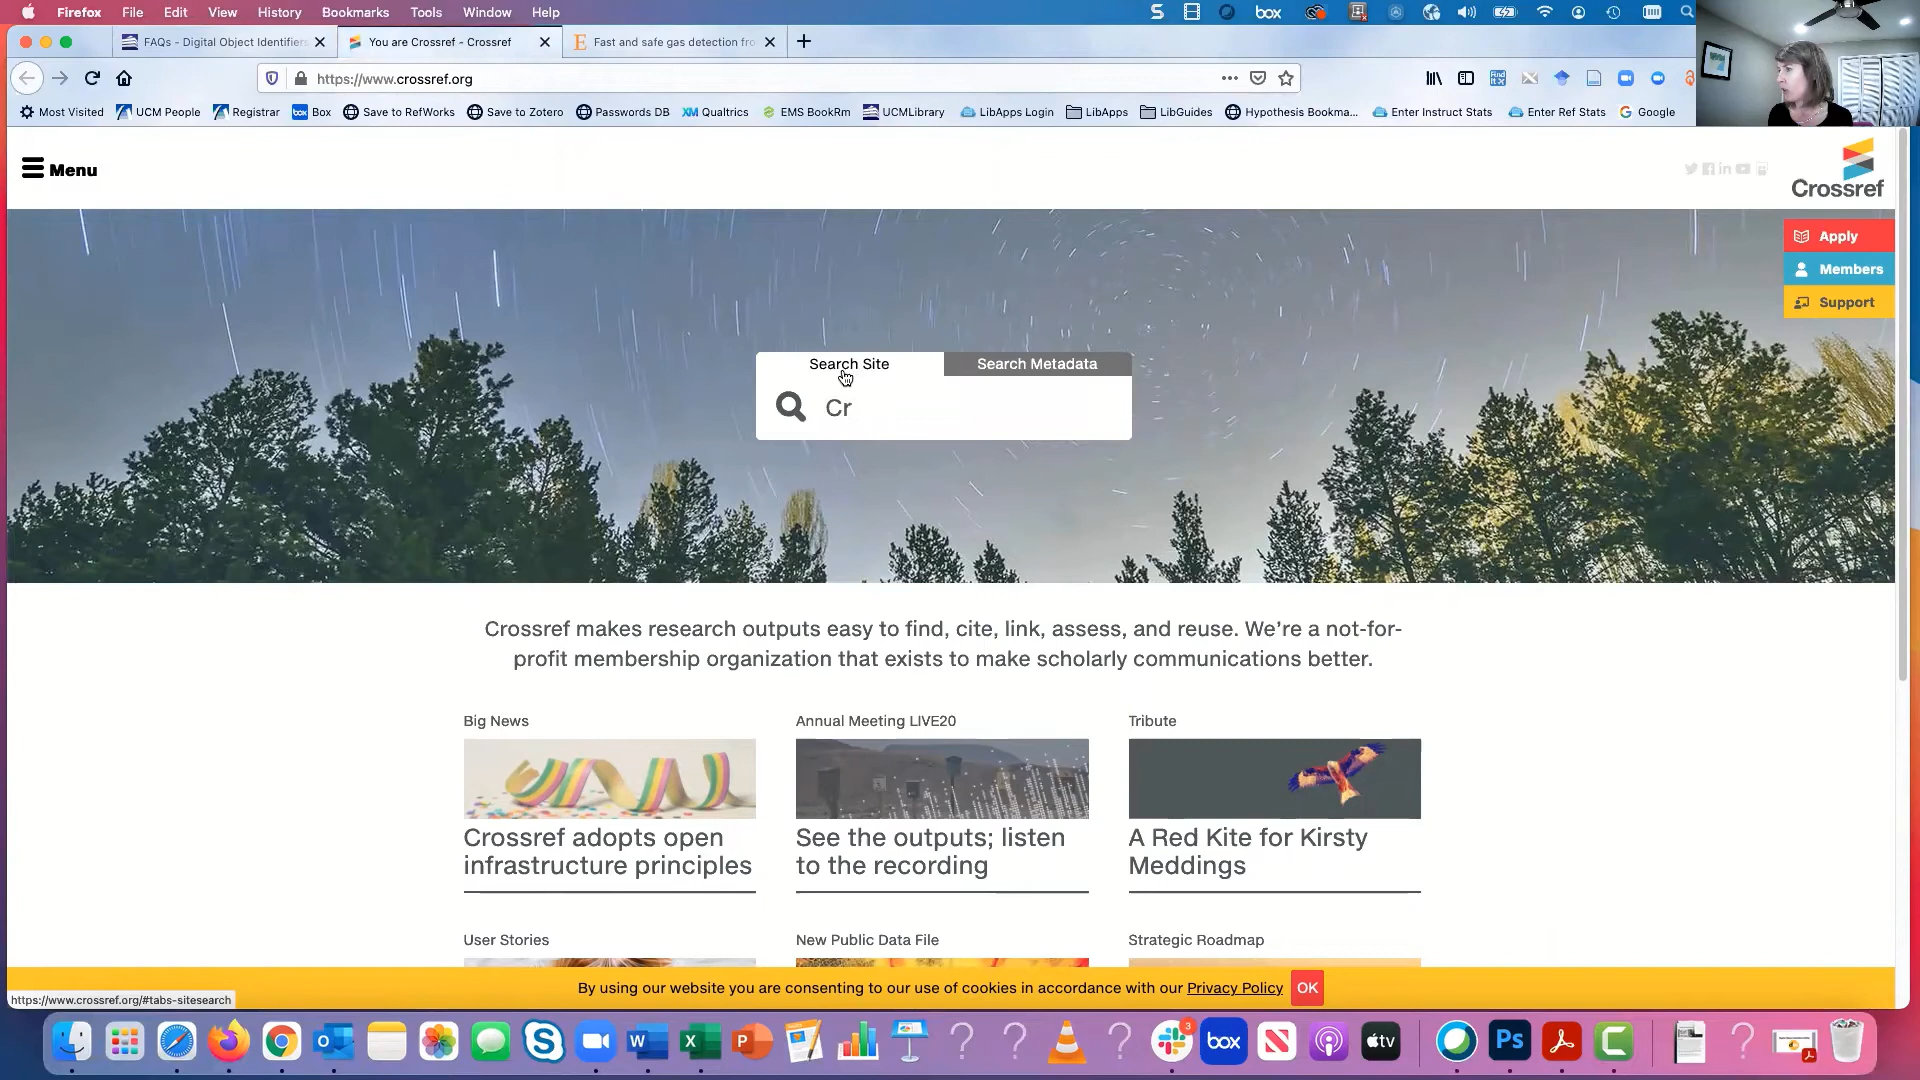 Firefox File Edit View History Bookmarks Tools Window Help
box
FAQs - Digital Object Identifiers
You are Crossref - Crossref
E Fast and safe gas detection fro
https://www.crossref.org
Most Visited UCM People Registrar box Box Save to RefWorks Save to Zotero Passwords DB XM Qualtrics EMS BookRm UCMLibrary LibApps Login LibApps LibGuides Hypothesis Bookma... Enter Instruct Stats Enter Ref Stats Google
Menu
Crossref
Apply
Members
Support
Search Site Search Metadata
Cr
Crossref makes research outputs easy to find, cite, link, assess, and reuse. We’re a not-for-
profit membership organization that exists to make scholarly communications better.
Big News
Crossref adopts open
infrastructure principles
Annual Meeting LIVE20
See the outputs; listen
to the recording
Tribute
A Red Kite for Kirsty
Meddings
User Stories
New Public Data File
Strategic Roadmap
By using our website you are consenting to our use of cookies in accordance with our Privacy Policy OK
https://www.crossref.org/#tabs-sitesearch
W X P ? ? ? 3 box tv Ps ?